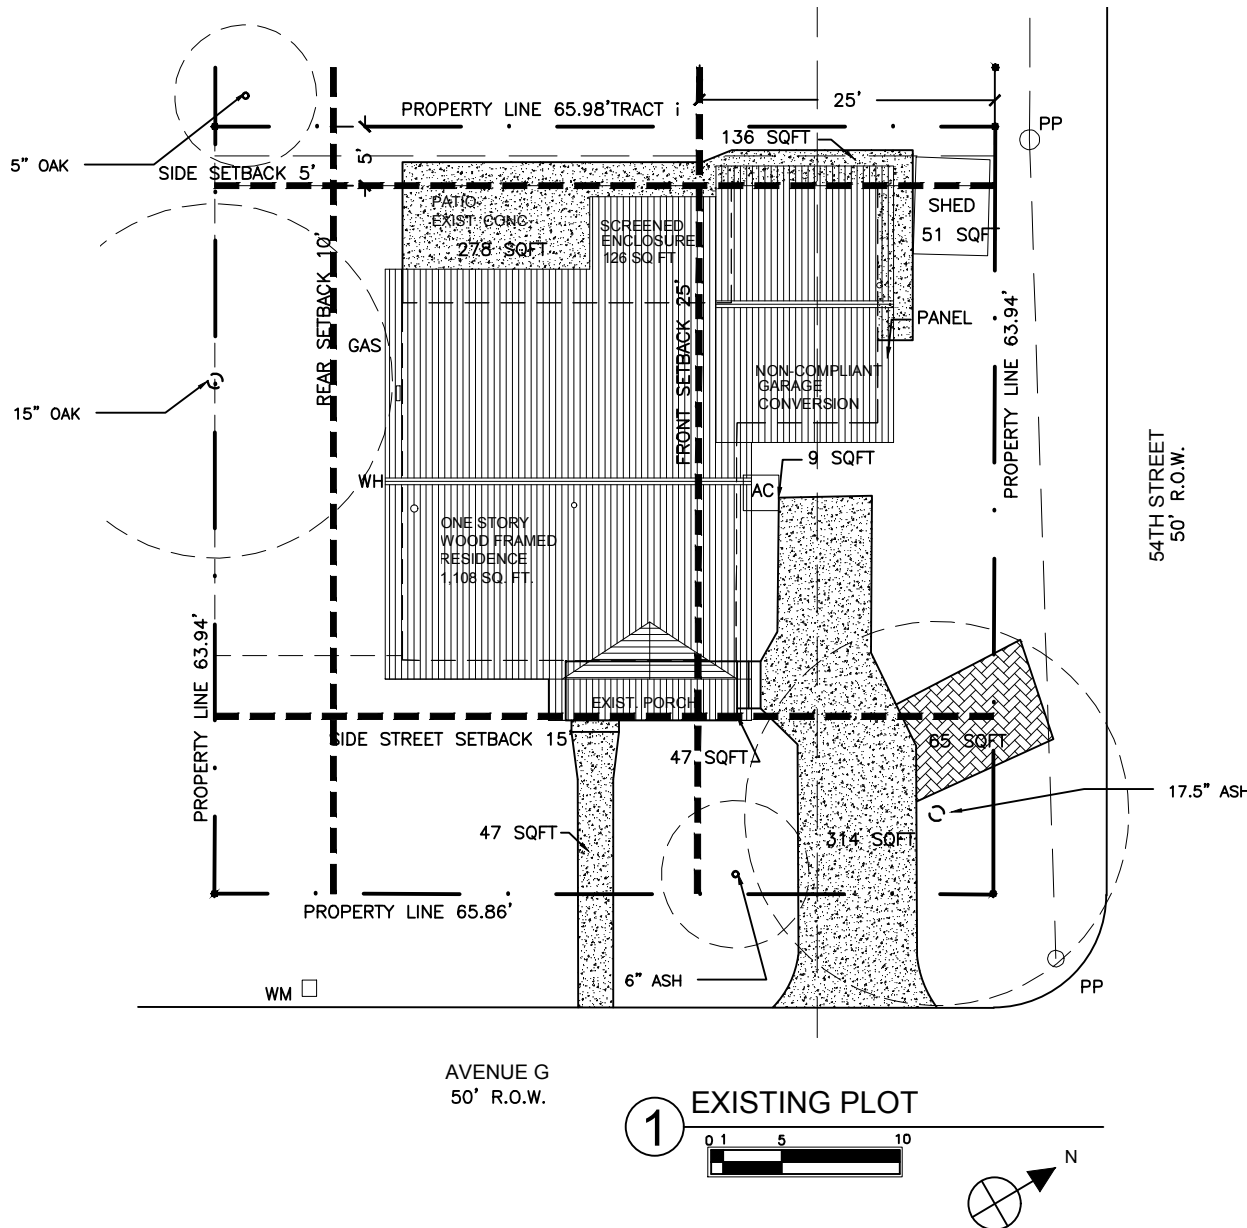 PROPERTY LINE 65.98'TRACT i
25'
136 SQFT
PP
5" OAK
SIDE SETBACK 5'
5'
SHED
51 SQFT
PATIO
EXIST. CONC.
278 SQFT
SCREENED
ENCLOSURE
126 SQ FT
REAR SETBACK 10'
FRONT SETBACK 25'
GAS
PANEL
PROPERTY LINE 63.94'
NON-COMPLIANT
GARAGE
CONVERSION
15" OAK
54TH STREET
50' R.O.W.
9 SQFT
WH
AC
ONE STORY
WOOD FRAMED
RESIDENCE
1,108 SQ. FT.
PROPERTY LINE 63.94'
EXIST. PORCH
SIDE STREET SETBACK 15'
47 SQFT
65 SQFT
17.5" ASH
47 SQFT
314 SQFT
PROPERTY LINE 65.86'
6" ASH
WM
PP
AVENUE G
50' R.O.W.
1
EXISTING PLOT
0 1 5 10
N